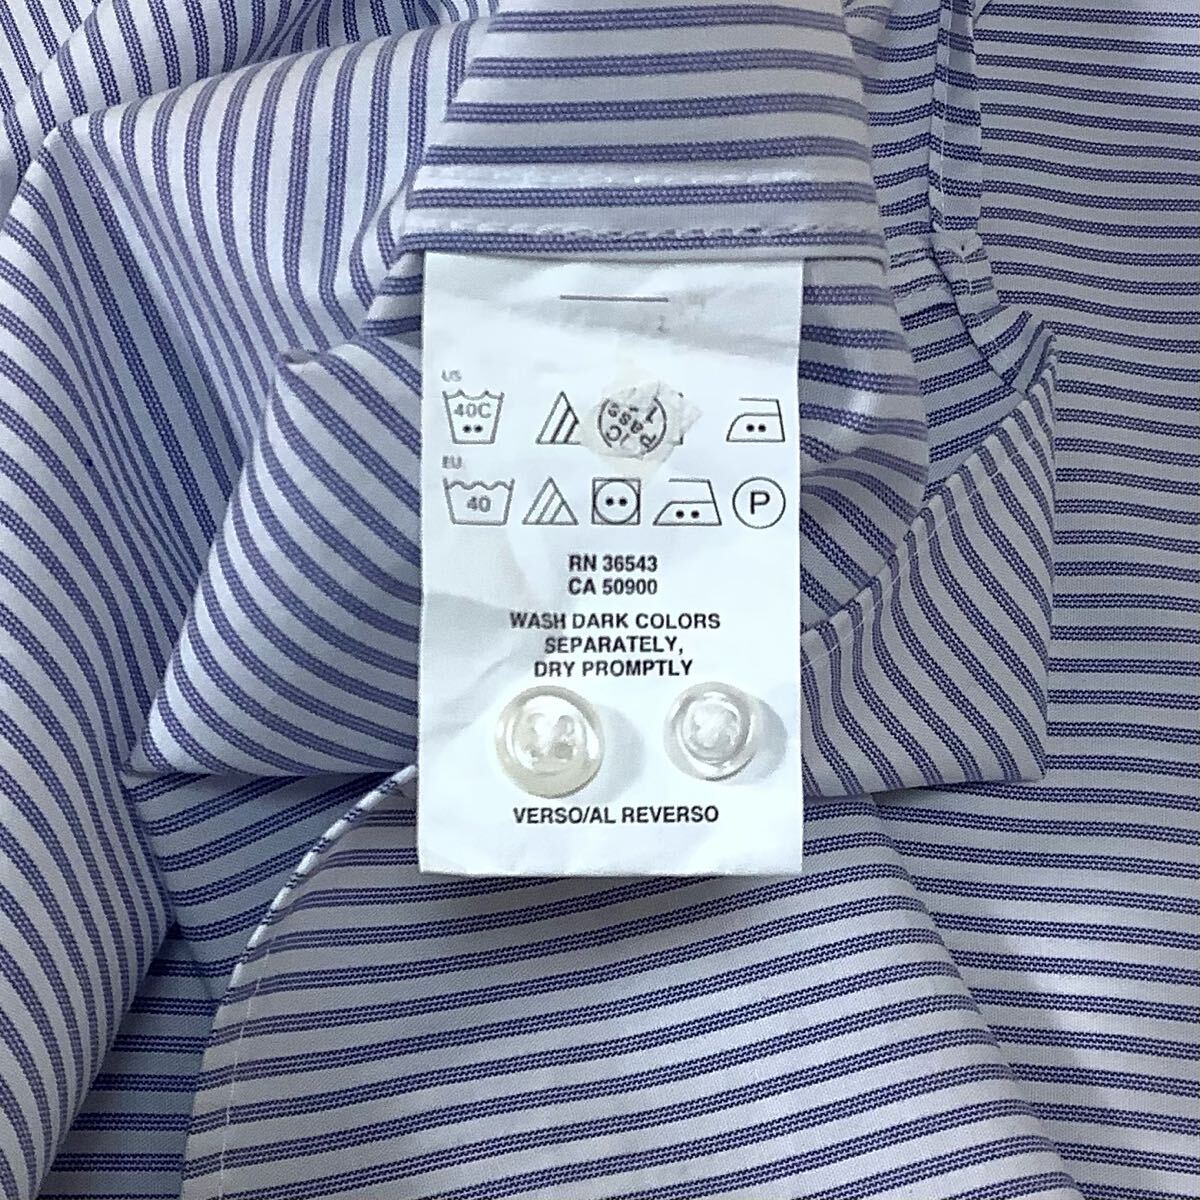 US
40C
EU
40
P
RN 36543
CA 50900
WASH DARK COLORS
SEPARATELY,
DRY PROMPTLY
VERSO/AL REVERSO